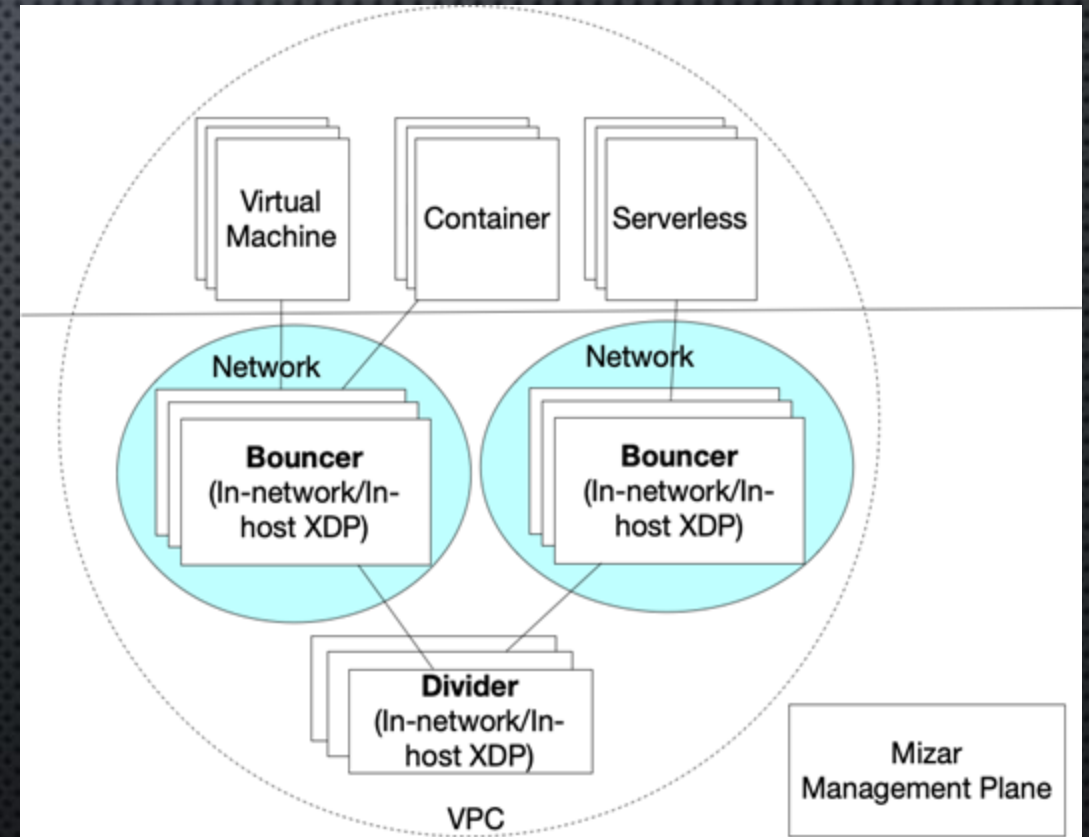 Virtual
Machine
Container
Serverless
Network
Network
Bouncer
(In-network/In-
host XDP)
Bouncer
(In-network/In-
host XDP)
Divider
(In-network/In-
host XDP)
VPC
Mizar
Management Plane